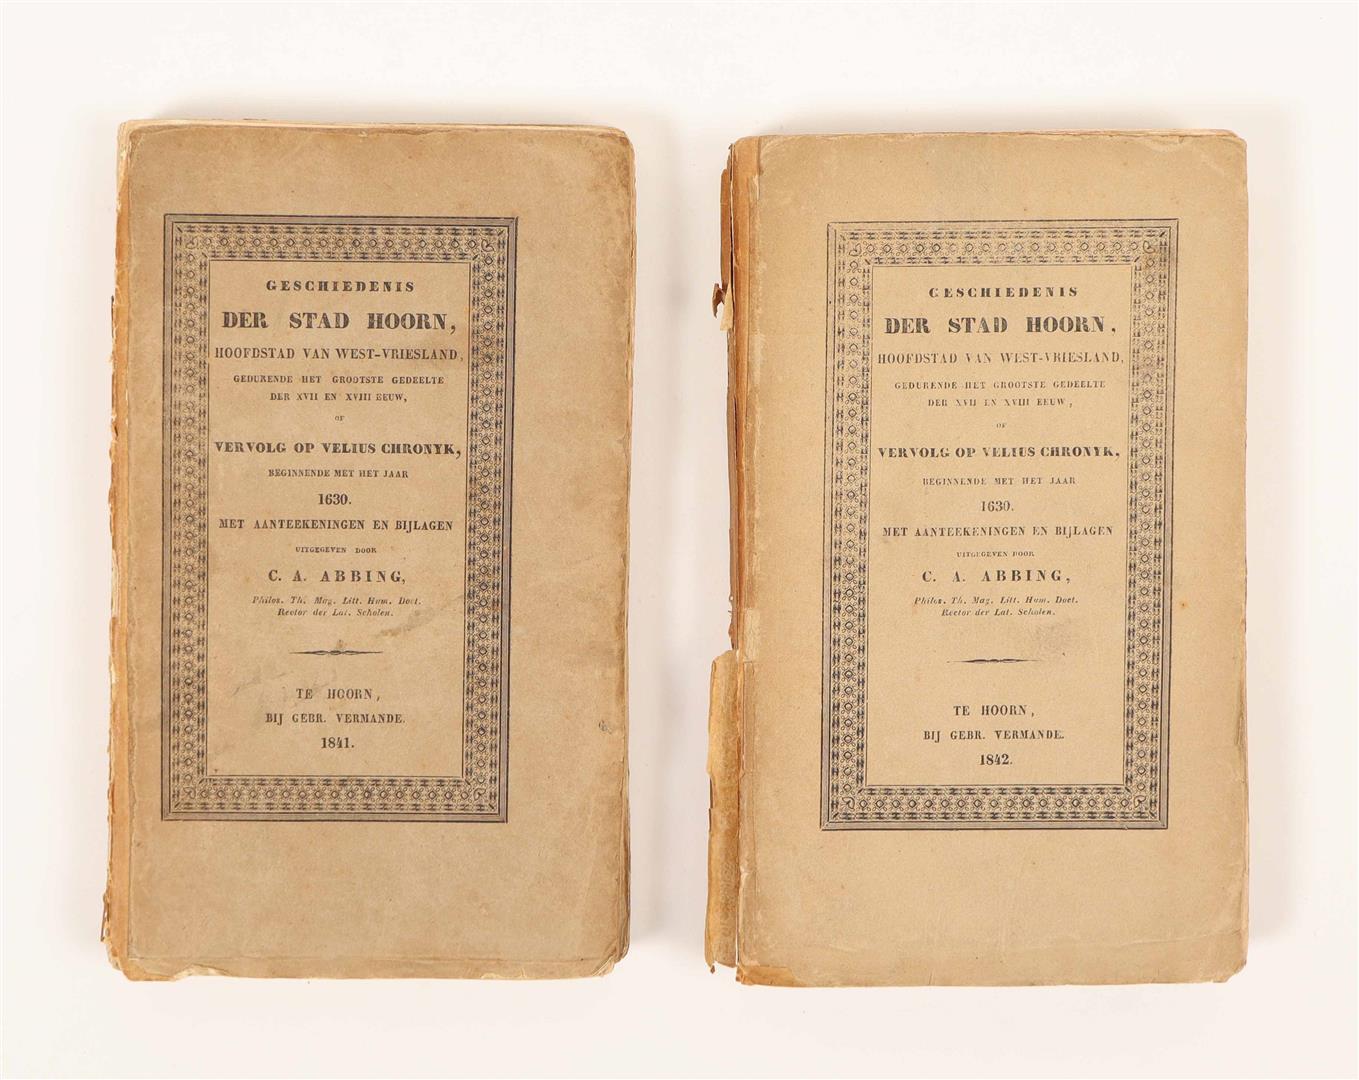 GESCHIEDENIS
DER STAD HOORN,
HOOFDSTAD VAN WEST-VRIESLAND,
GEDURENDE HET GROOTSTE GEDEELTE
DER XVII EN XVIII EEUW,
OF
VERVOLG OP VELIUS CHRONYK,
BEGINNENDE MET HET JAAR
1630.
MET AANTEEKENINGEN EN BIJLAGEN
UITGEGEVEN DOOR
C. A. ABBING,
Philos. Th. Mag. Litt. Hum. Doct.
Rector der Lat. Scholen.
TE HOORN,
BIJ GEBR. VERMANDE.
1841.
GESCHIEDENIS
DER STAD HOORN,
HOOFDSTAD VAN WEST-VRIESLAND,
GEDURENDE HET GROOTSTE GEDEELTE
DER XVII EN XVIII EEUW,
OF
VERVOLG OP VELIUS CHRONYK,
BEGINNENDE MET HET JAAR
1630.
MET AANTEEKENINGEN EN BIJLAGEN
UITGEGEVEN DOOR
C. A. ABBING,
Philos. Th. Mag. Litt. Hum. Doct.
Rector der Lat. Scholen.
TE HOORN,
BIJ GEBR. VERMANDE.
1842.